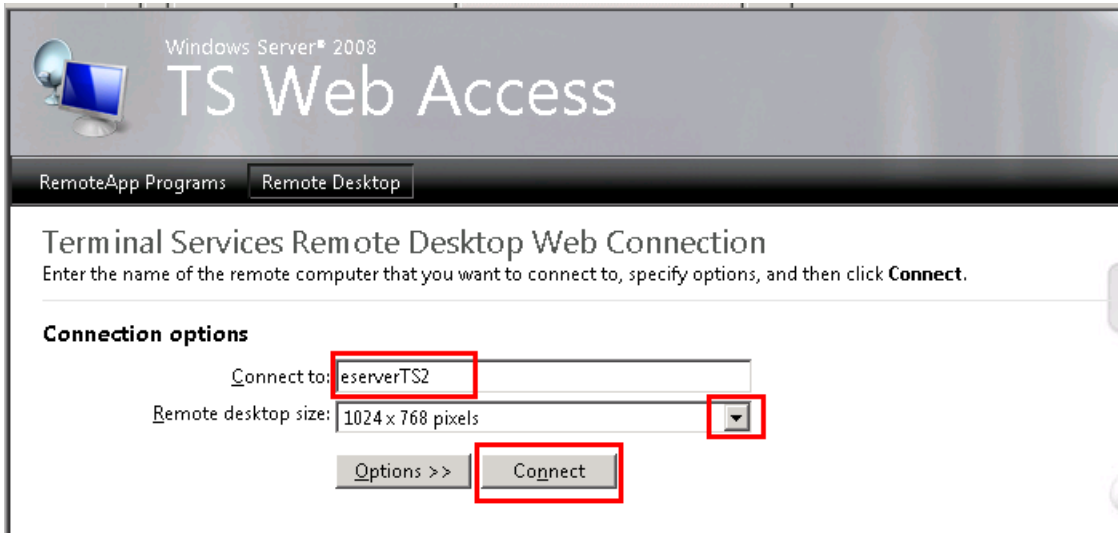 Windows Server® 2008
TS Web Access
RemoteApp Programs Remote Desktop
Terminal Services Remote Desktop Web Connection
Enter the name of the remote computer that you want to connect to, specify options, and then click Connect.
Connection options
Connect to: eserverTS2
Remote desktop size: 1024 x 768 pixels
Options >> Connect